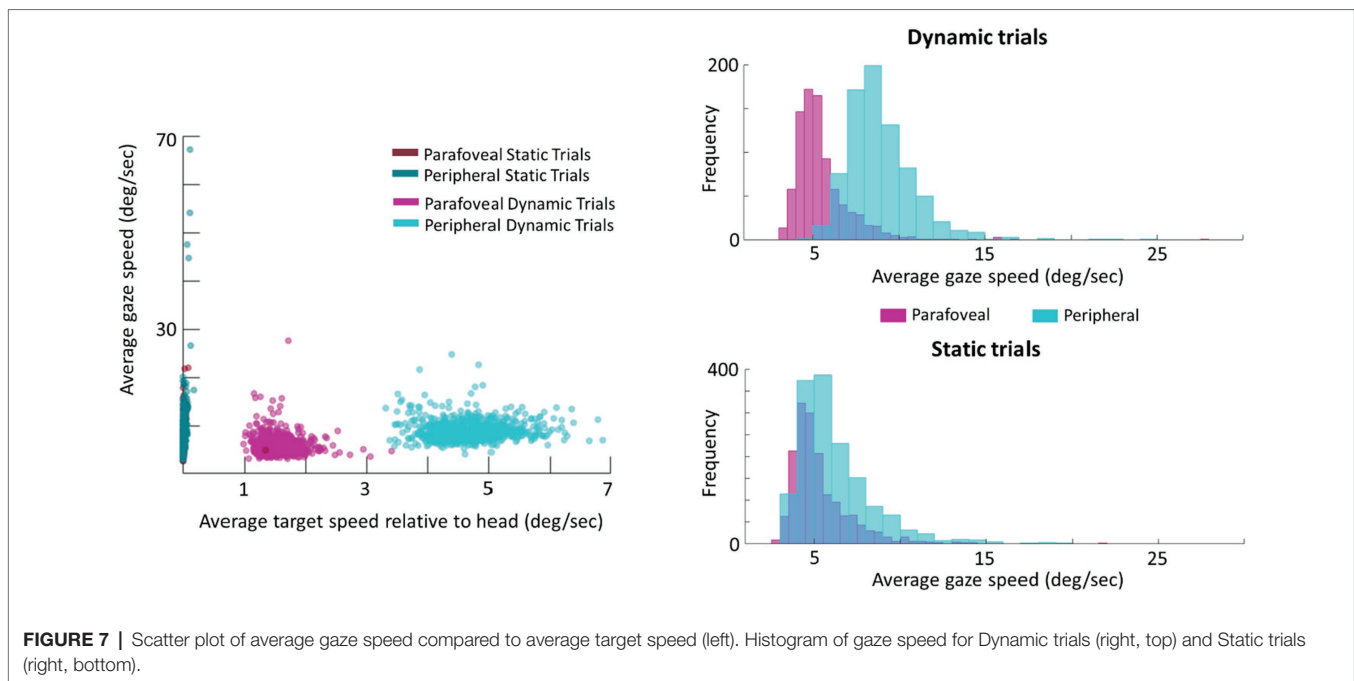 70
30
Average gaze speed (deg/sec)
Parafoveal Static Trials
Peripheral Static Trials
Parafoveal Dynamic Trials
Peripheral Dynamic Trials
1 3 5 7
Average target speed relative to head (deg/sec)
Dynamic trials
200
0
Frequency
5 15 25
Average gaze speed (deg/sec)
Parafoveal Peripheral
Static trials
400
0
Frequency
5 15 25
Average gaze speed (deg/sec)
FIGURE 7 | Scatter plot of average gaze speed compared to average target speed (left). Histogram of gaze speed for Dynamic trials (right, top) and Static trials
(right, bottom).